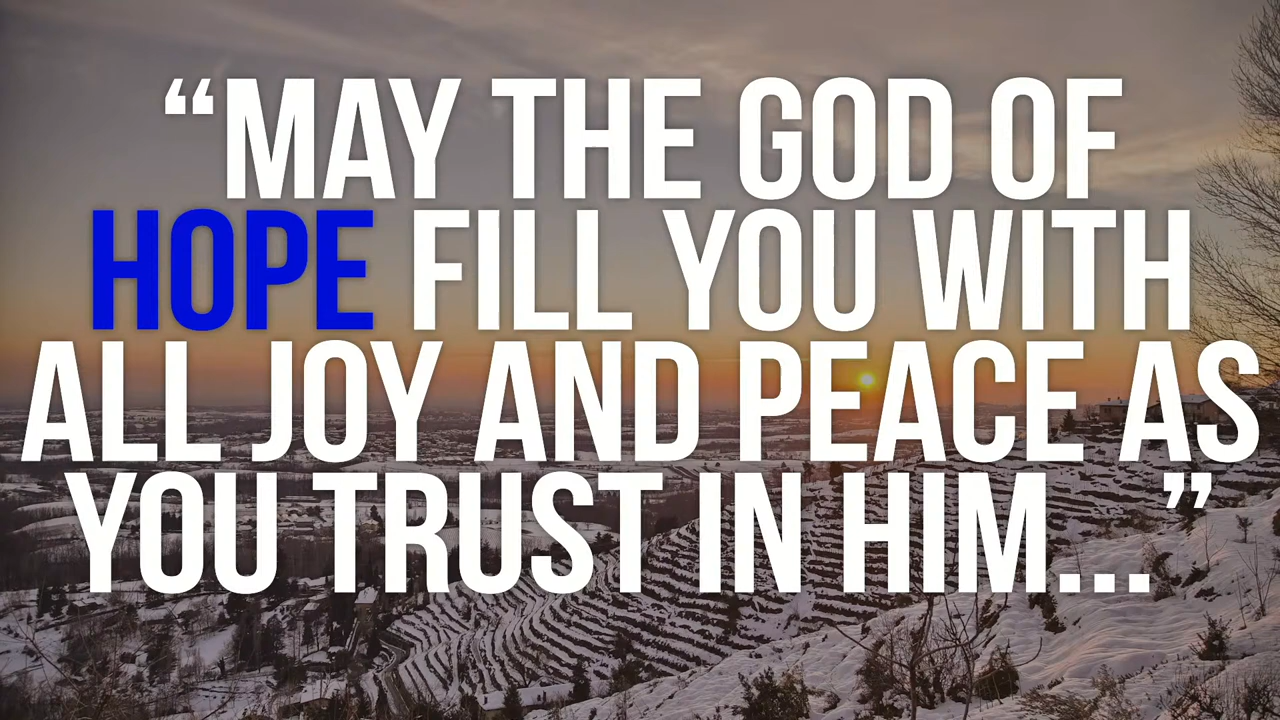 “MAY THE GOD OF
HOPE FILL YOU WITH
ALL JOY AND PEACE AS
YOU TRUST IN HIM...”